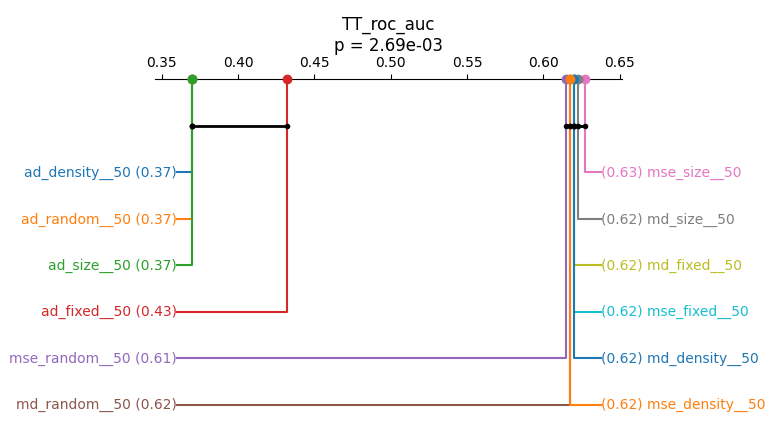 TT_roc_auc
p = 2.69e-03
0.35 0.40 0.45 0.50 0.55 0.60 0.65
ad_density__50 (0.37) (0.63) mse_size__50
ad_random__50 (0.37) (0.62) md_size__50
ad_size__50 (0.37) (0.62) md_fixed__50
ad_fixed__50 (0.43) (0.62) mse_fixed__50
mse_random__50 (0.61) (0.62) md_density__50
md_random__50 (0.62) (0.62) mse_density__50